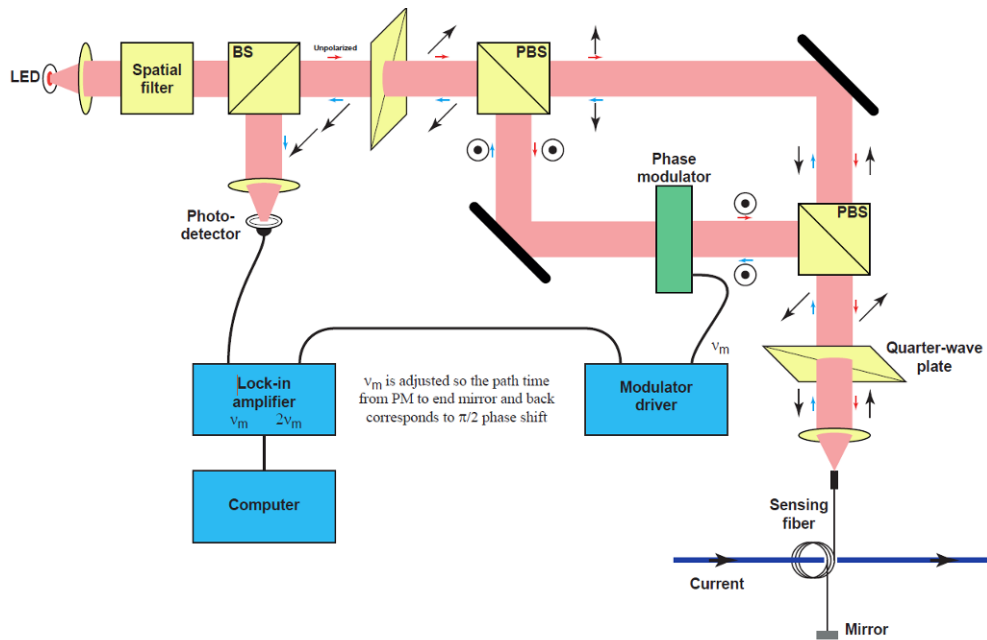 LED
Spatial
filter
BS
Unpolarized
PBS
Photo-
detector
Phase
modulator
PBS
Quarter-wave
plate
νm
Lock-in
amplifier
νm 2νm
νm is adjusted so the path time
from PM to end mirror and back
corresponds to π/2 phase shift
Modulator
driver
Computer
Sensing
fiber
Current
Mirror